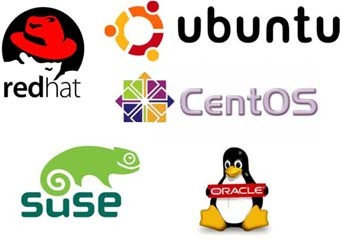 redhat
ubuntu
CentOS
suse
ORACLE